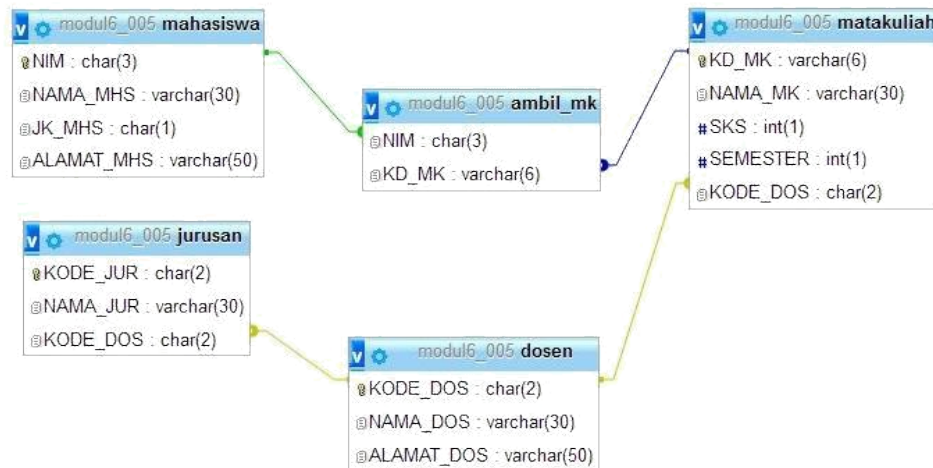 modul6_005 mahasiswa
NIM : char(3)
NAMA_MHS : varchar(30)
JK_MHS : char(1)
ALAMAT_MHS : varchar(50)
modul6_005 ambil_mk
NIM : char(3)
KD_MK : varchar(6)
modul6_005 matakuliah
KD_MK : varchar(6)
NAMA_MK : varchar(30)
# SKS : int(1)
# SEMESTER : int(1)
KODE_DOS : char(2)
modul6_005 jurusan
KODE_JUR : char(2)
NAMA_JUR : varchar(30)
KODE_DOS : char(2)
modul6_005 dosen
KODE_DOS : char(2)
NAMA_DOS : varchar(30)
ALAMAT_DOS : varchar(50)